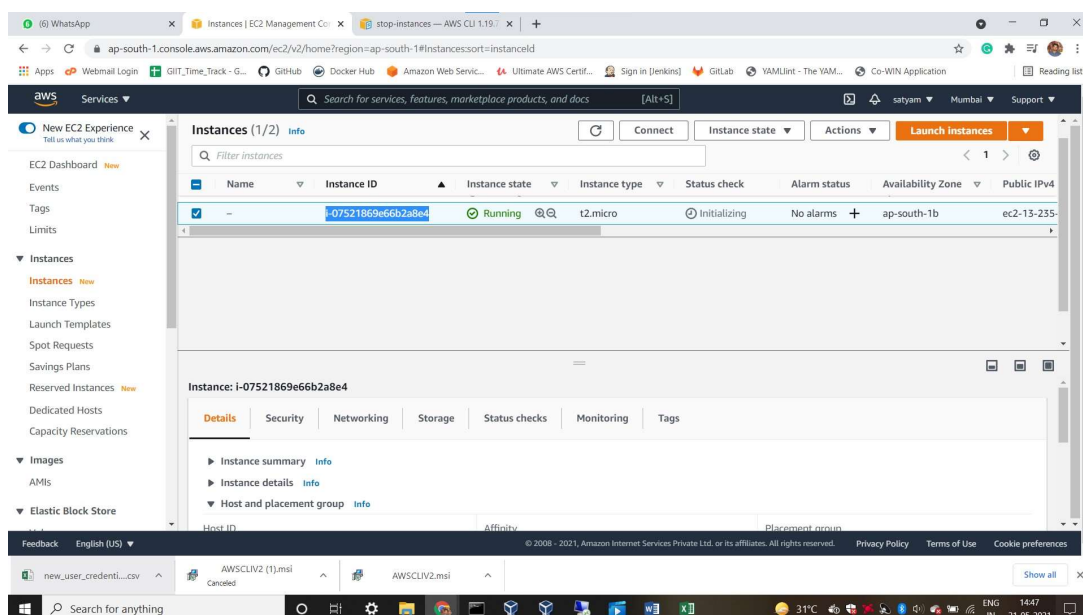 (6) WhatsApp
Instances | EC2 Management Con
stop-instances — AWS CLI 1.19.7
ap-south-1.console.aws.amazon.com/ec2/v2/home?region=ap-south-1#Instances:sort=instanceId
Apps Webmail Login GIIT_Time_Track - G... GitHub Docker Hub Amazon Web Servic... Ultimate AWS Certif... Sign in [Jenkins] GitLab YAMLlint - The YAM... Co-WIN Application Reading list
aws Services Search for services, features, marketplace products, and docs [Alt+S] satyam Mumbai Support
New EC2 Experience
Tell us what you think
EC2 Dashboard New
Events
Tags
Limits
Instances
Instances New
Instance Types
Launch Templates
Spot Requests
Savings Plans
Reserved Instances New
Dedicated Hosts
Capacity Reservations
Images
AMIs
Elastic Block Store
Instances (1/2) Info
Connect Instance state Actions Launch instances
Filter instances
1
Name Instance ID Instance state Instance type Status check Alarm status Availability Zone Public IPv4
– i-07521869e66b2a8e4 Running t2.micro Initializing No alarms + ap-south-1b ec2-13-235-
Instance: i-07521869e66b2a8e4
Details Security Networking Storage Status checks Monitoring Tags
Instance summary Info
Instance details Info
Host and placement group Info
Host ID Affinity Placement group
Feedback English (US) © 2008 - 2021, Amazon Internet Services Private Ltd. or its affiliates. All rights reserved. Privacy Policy Terms of Use Cookie preferences
new_user_credenti....csv
AWSCLIV2 (1).msi
Canceled
AWSCLIV2.msi
Show all
Search for anything
31°C
ENG
IN
14:47
21-05-2021